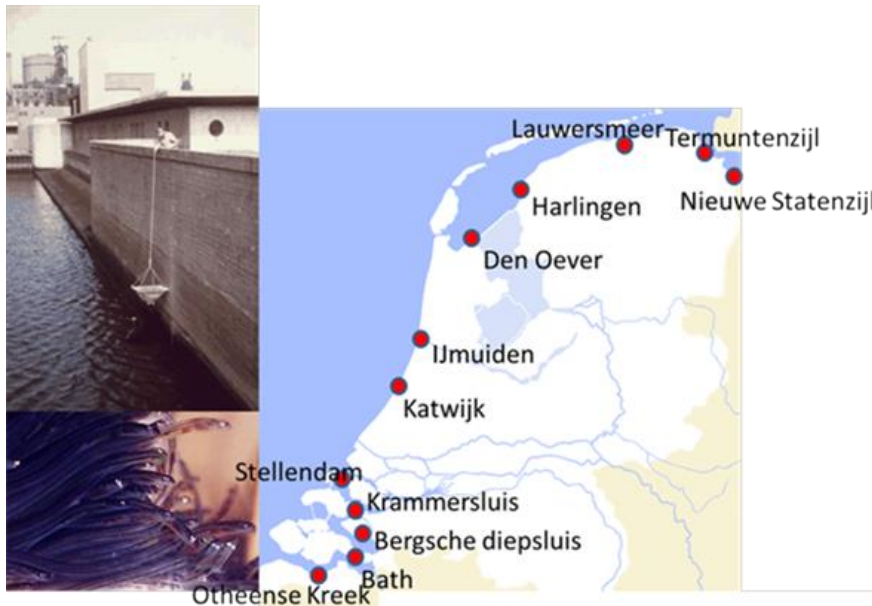 Lauwersmeer
Termuntenzijl
Nieuwe Statenzijl
Harlingen
Den Oever
IJmuiden
Katwijk
Stellendam
Krammersluis
Bergsche diepsluis
Bath
Otheense Kreek